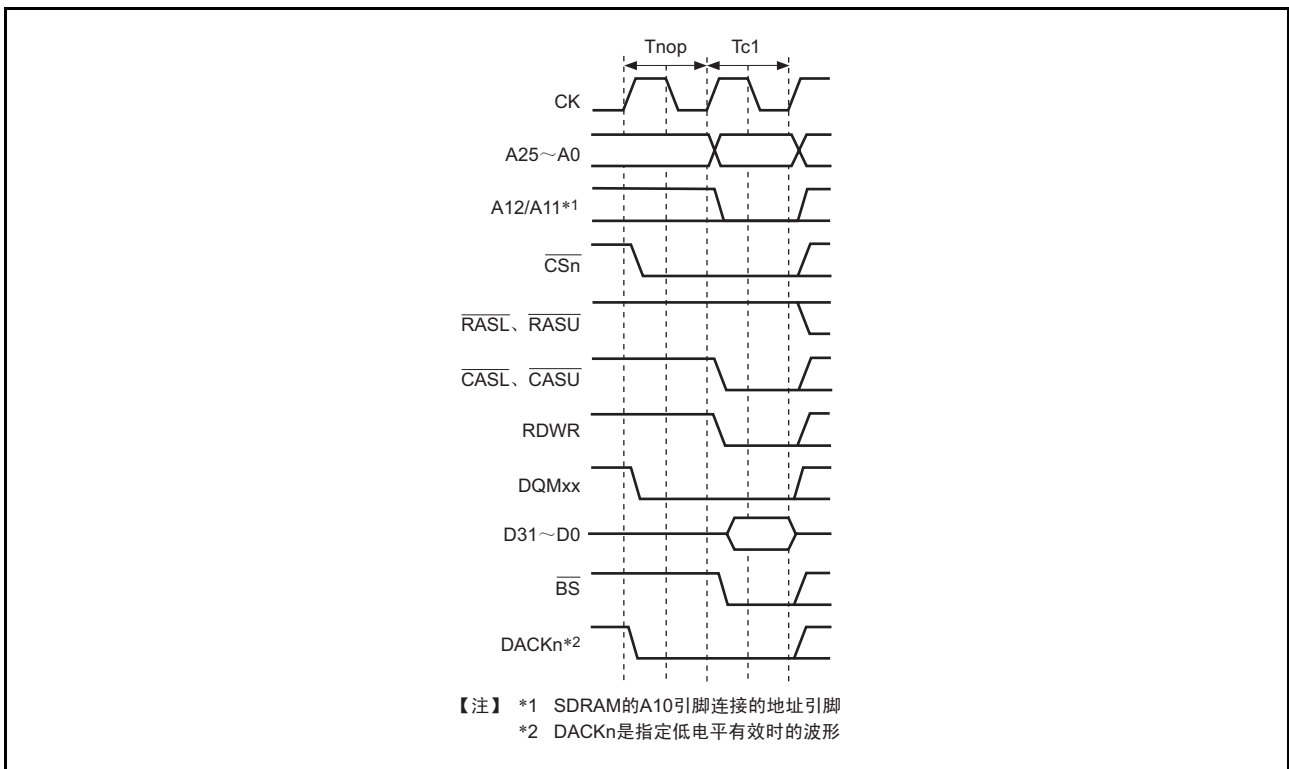 Tnop Tc1
CK
A25～A0
A12/A11*1
CSn
RASL、RASU
CASL、CASU
RDWR
DQMxx
D31～D0
BS
DACKn*2
【注】 *1 SDRAM的A10引脚连接的地址引脚
*2 DACKn是指定低电平有效时的波形